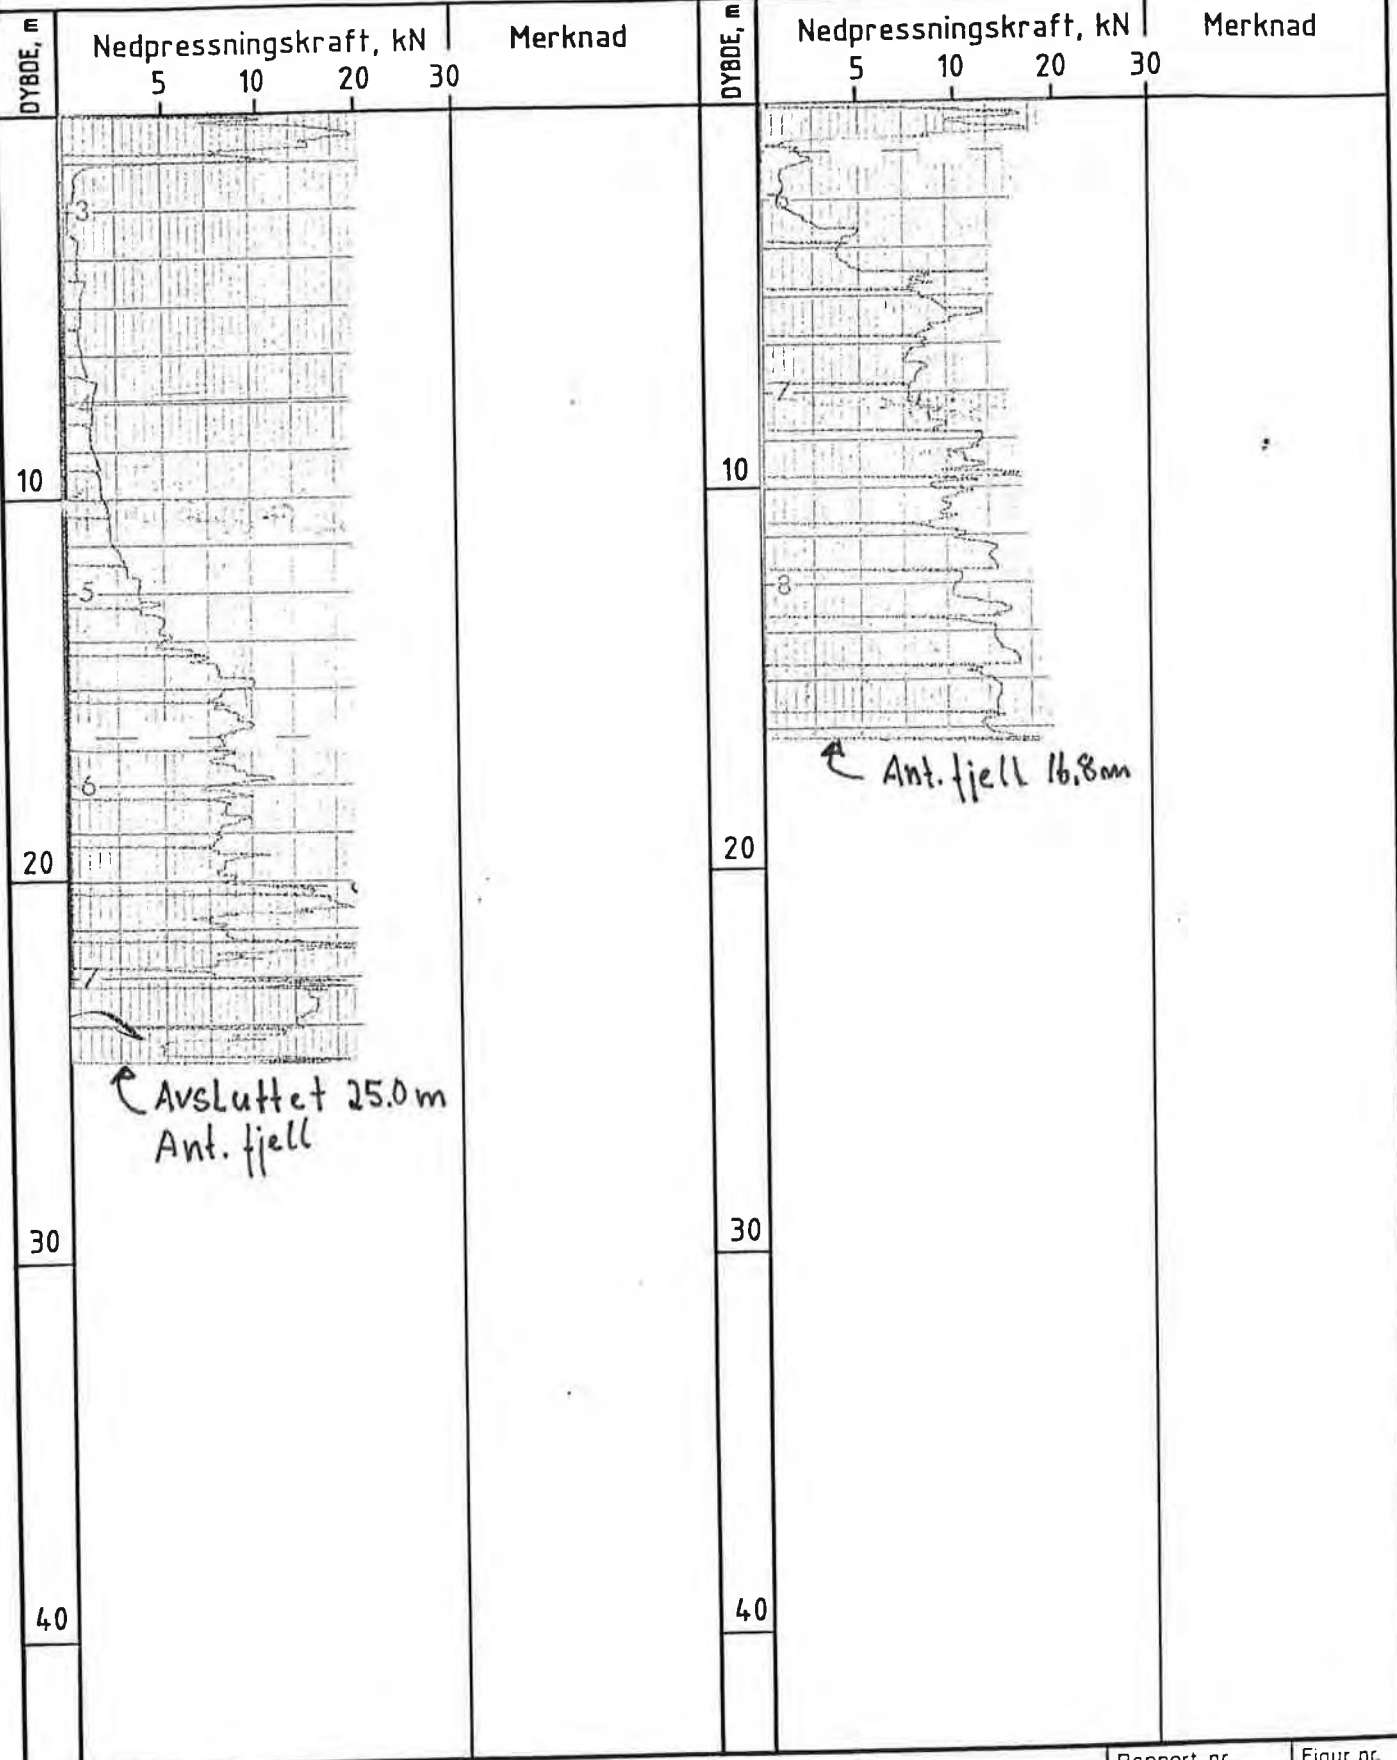 DYBDE, m
Nedpressningskraft, kN
Merknad
5 10 20 30
3
10
5
6
20
7
Avsluttet 25.0 m
Ant. fjell
30
40
DYBDE, m
Nedpressningskraft, kN
Merknad
5 10 20 30
6
7
10
8
Ant. fjell 16,8m
20
30
40
Rapport nr.
Figur nr.